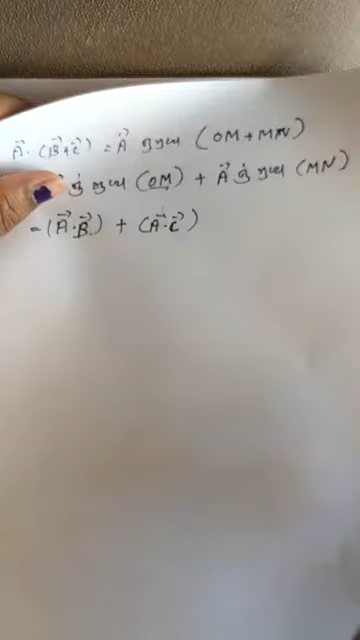 A⃗ · (B⃗ + C⃗) = A⃗ (OM + MN)
(OM) + A⃗ (MN)
= (A⃗ · B⃗) + (A⃗ · C⃗)